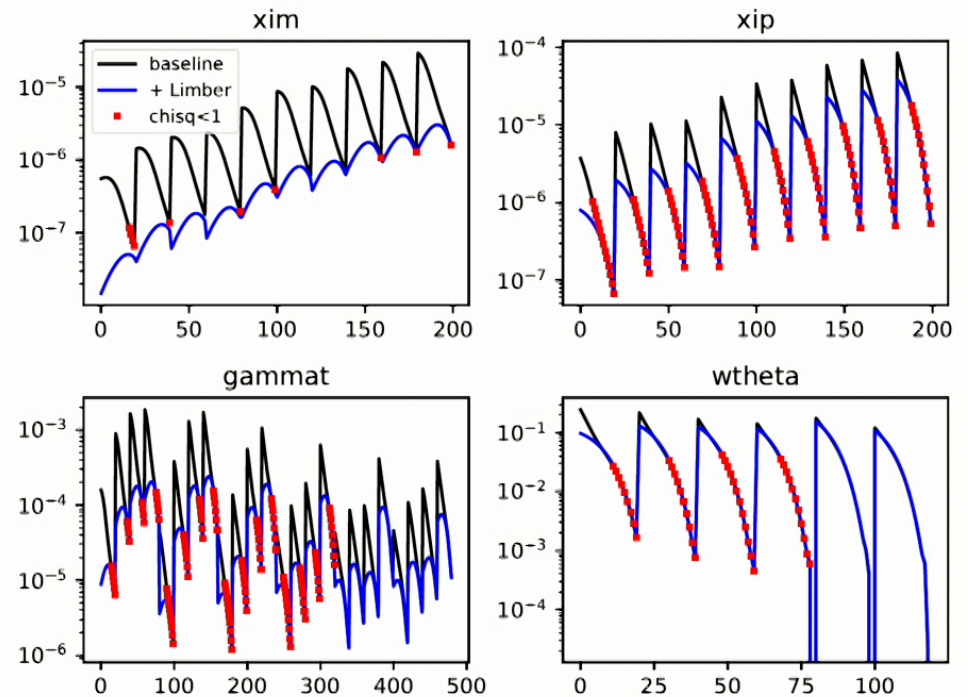 xim
xip
10⁻⁵
10⁻⁶
10⁻⁷
baseline
+ Limber
chisq<1
0 50 100 150 200
10⁻⁴
10⁻⁵
10⁻⁶
10⁻⁷
0 50 100 150 200
gammat
wtheta
10⁻³
10⁻⁴
10⁻⁵
10⁻⁶
0 100 200 300 400 500
10⁻¹
10⁻²
10⁻³
10⁻⁴
0 25 50 75 100